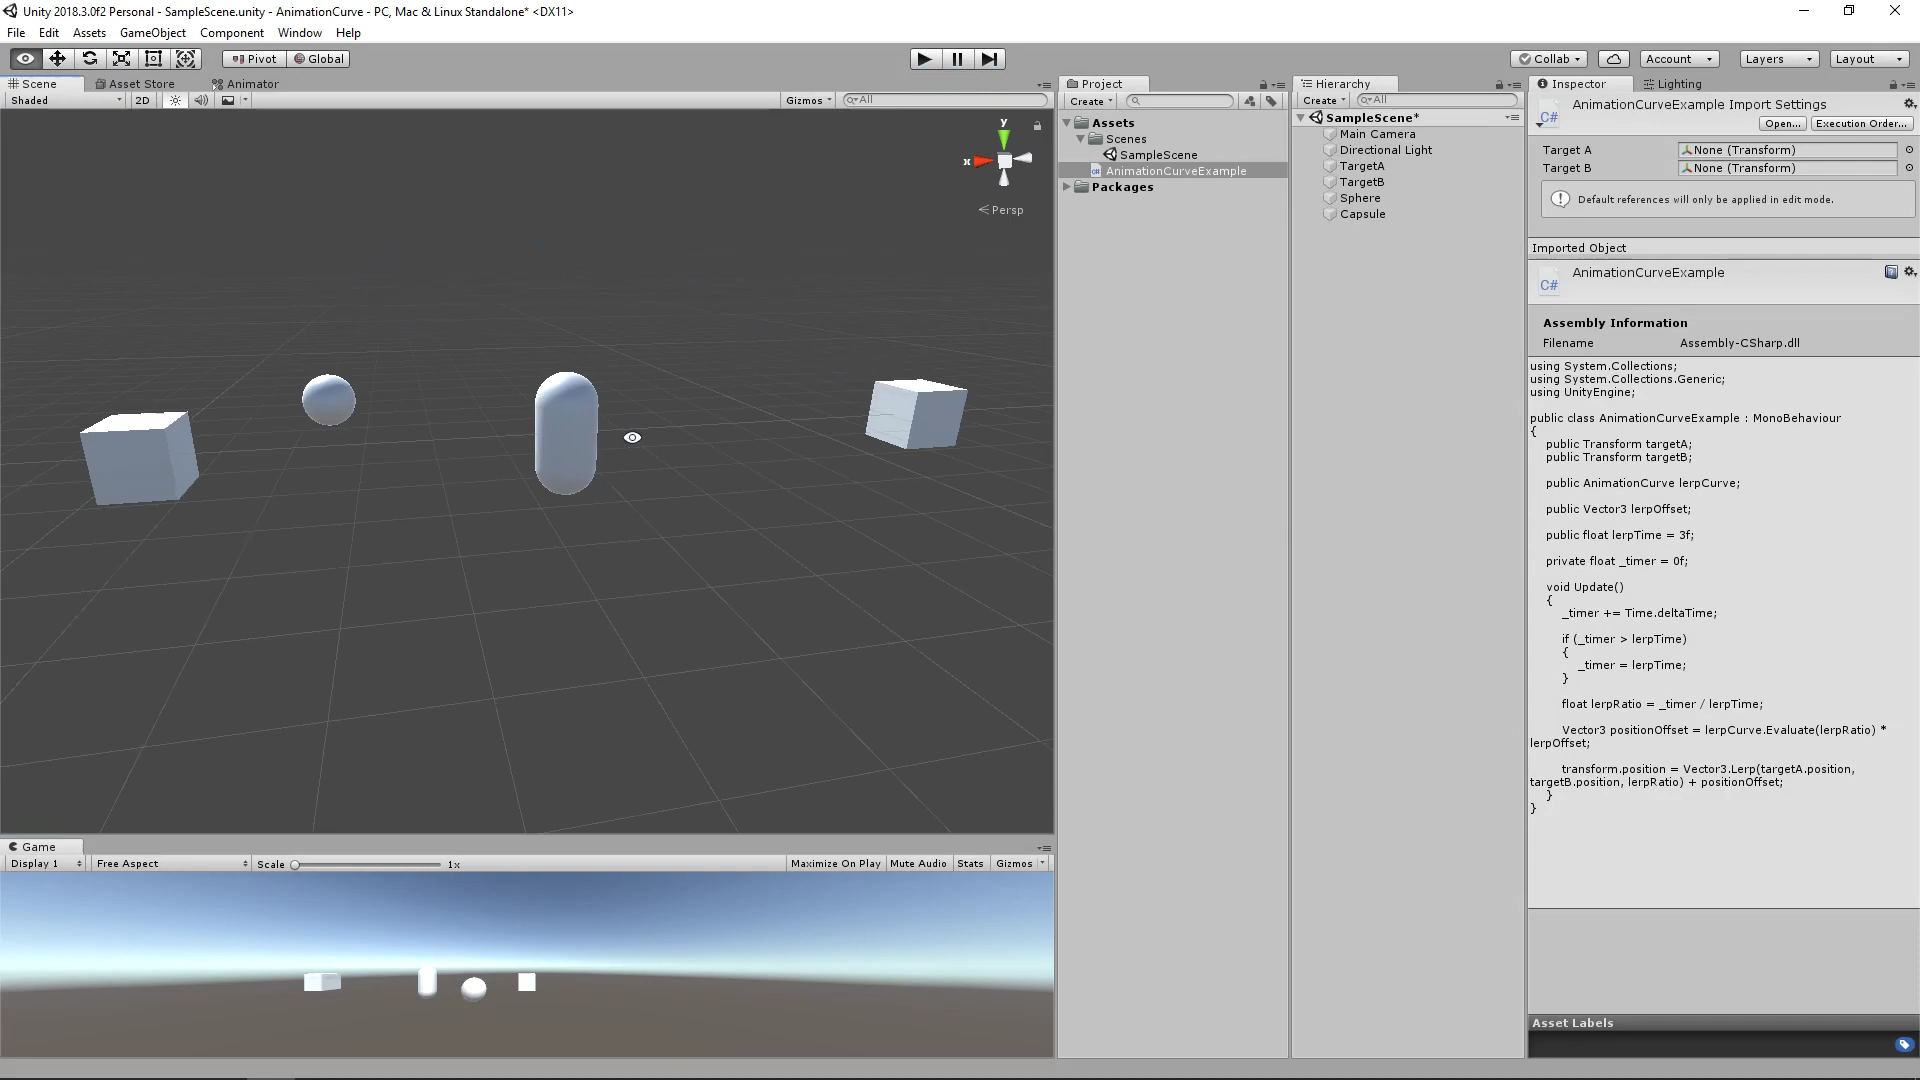 Unity 2018.3.0f2 Personal - SampleScene.unity - AnimationCurve - PC, Mac & Linux Standalone* <DX11>
File Edit Assets GameObject Component Window Help
Pivot Global Collab Account Layers Layout
Scene Asset Store Animator
Shaded 2D Gizmos All
y
x
Persp
Game
Display 1 Free Aspect Scale 1x Maximize On Play Mute Audio Stats Gizmos
Project
Create
Assets
Scenes
SampleScene
AnimationCurveExample
Packages
Hierarchy
Create All
SampleScene*
Main Camera
Directional Light
TargetA
TargetB
Sphere
Capsule
Inspector Lighting
AnimationCurveExample Import Settings
C#
Open... Execution Order...
Target A None (Transform)
Target B None (Transform)
Default references will only be applied in edit mode.
Imported Object
AnimationCurveExample
C#
Assembly Information
Filename Assembly-CSharp.dll
using System.Collections;
using System.Collections.Generic;
using UnityEngine;
public class AnimationCurveExample : MonoBehaviour
{
public Transform targetA;
public Transform targetB;
public AnimationCurve lerpCurve;
public Vector3 lerpOffset;
public float lerpTime = 3f;
private float _timer = 0f;
void Update()
{
_timer += Time.deltaTime;
if (_timer > lerpTime)
{
_timer = lerpTime;
}
float lerpRatio = _timer / lerpTime;
Vector3 positionOffset = lerpCurve.Evaluate(lerpRatio) *
lerpOffset;
transform.position = Vector3.Lerp(targetA.position,
targetB.position, lerpRatio) + positionOffset;
}
}
Asset Labels